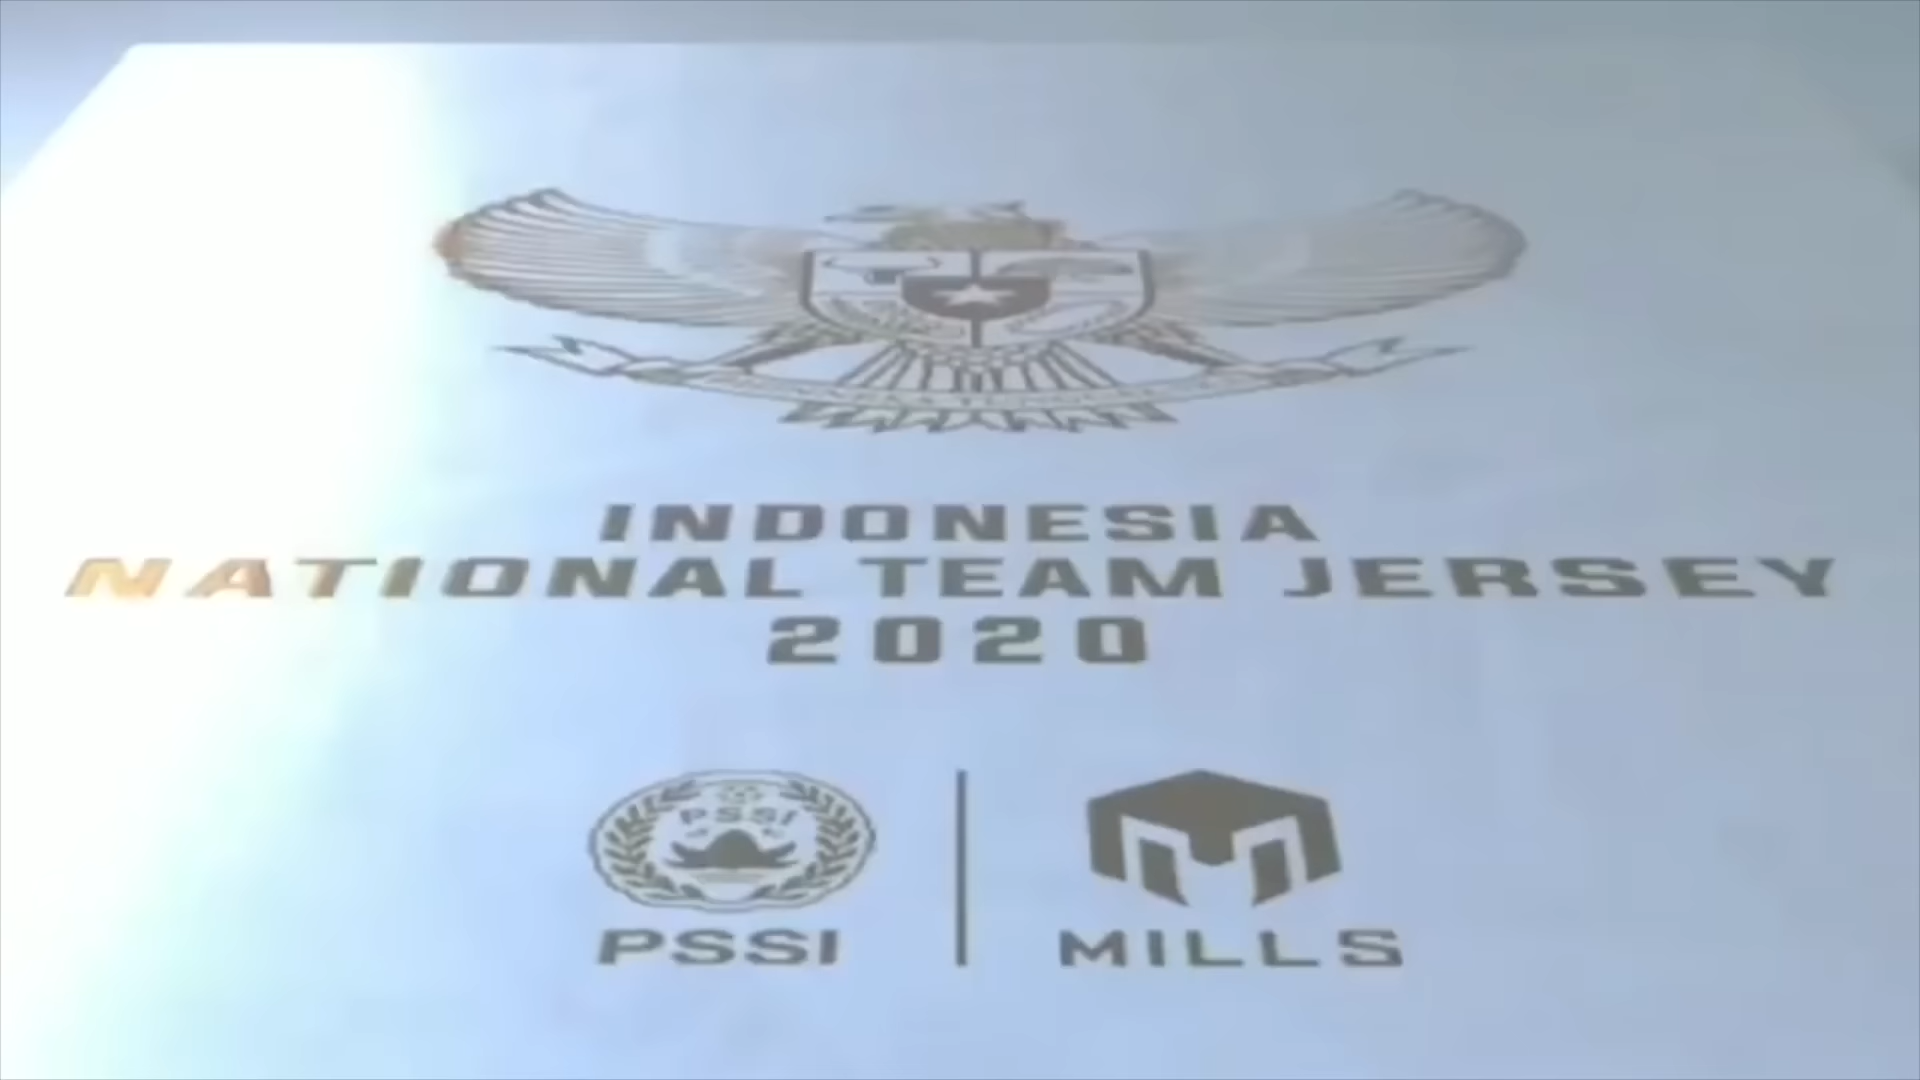 INDONESIA
NATIONAL TEAM JERSEY
2020
PSSI
PSSI
MILLS